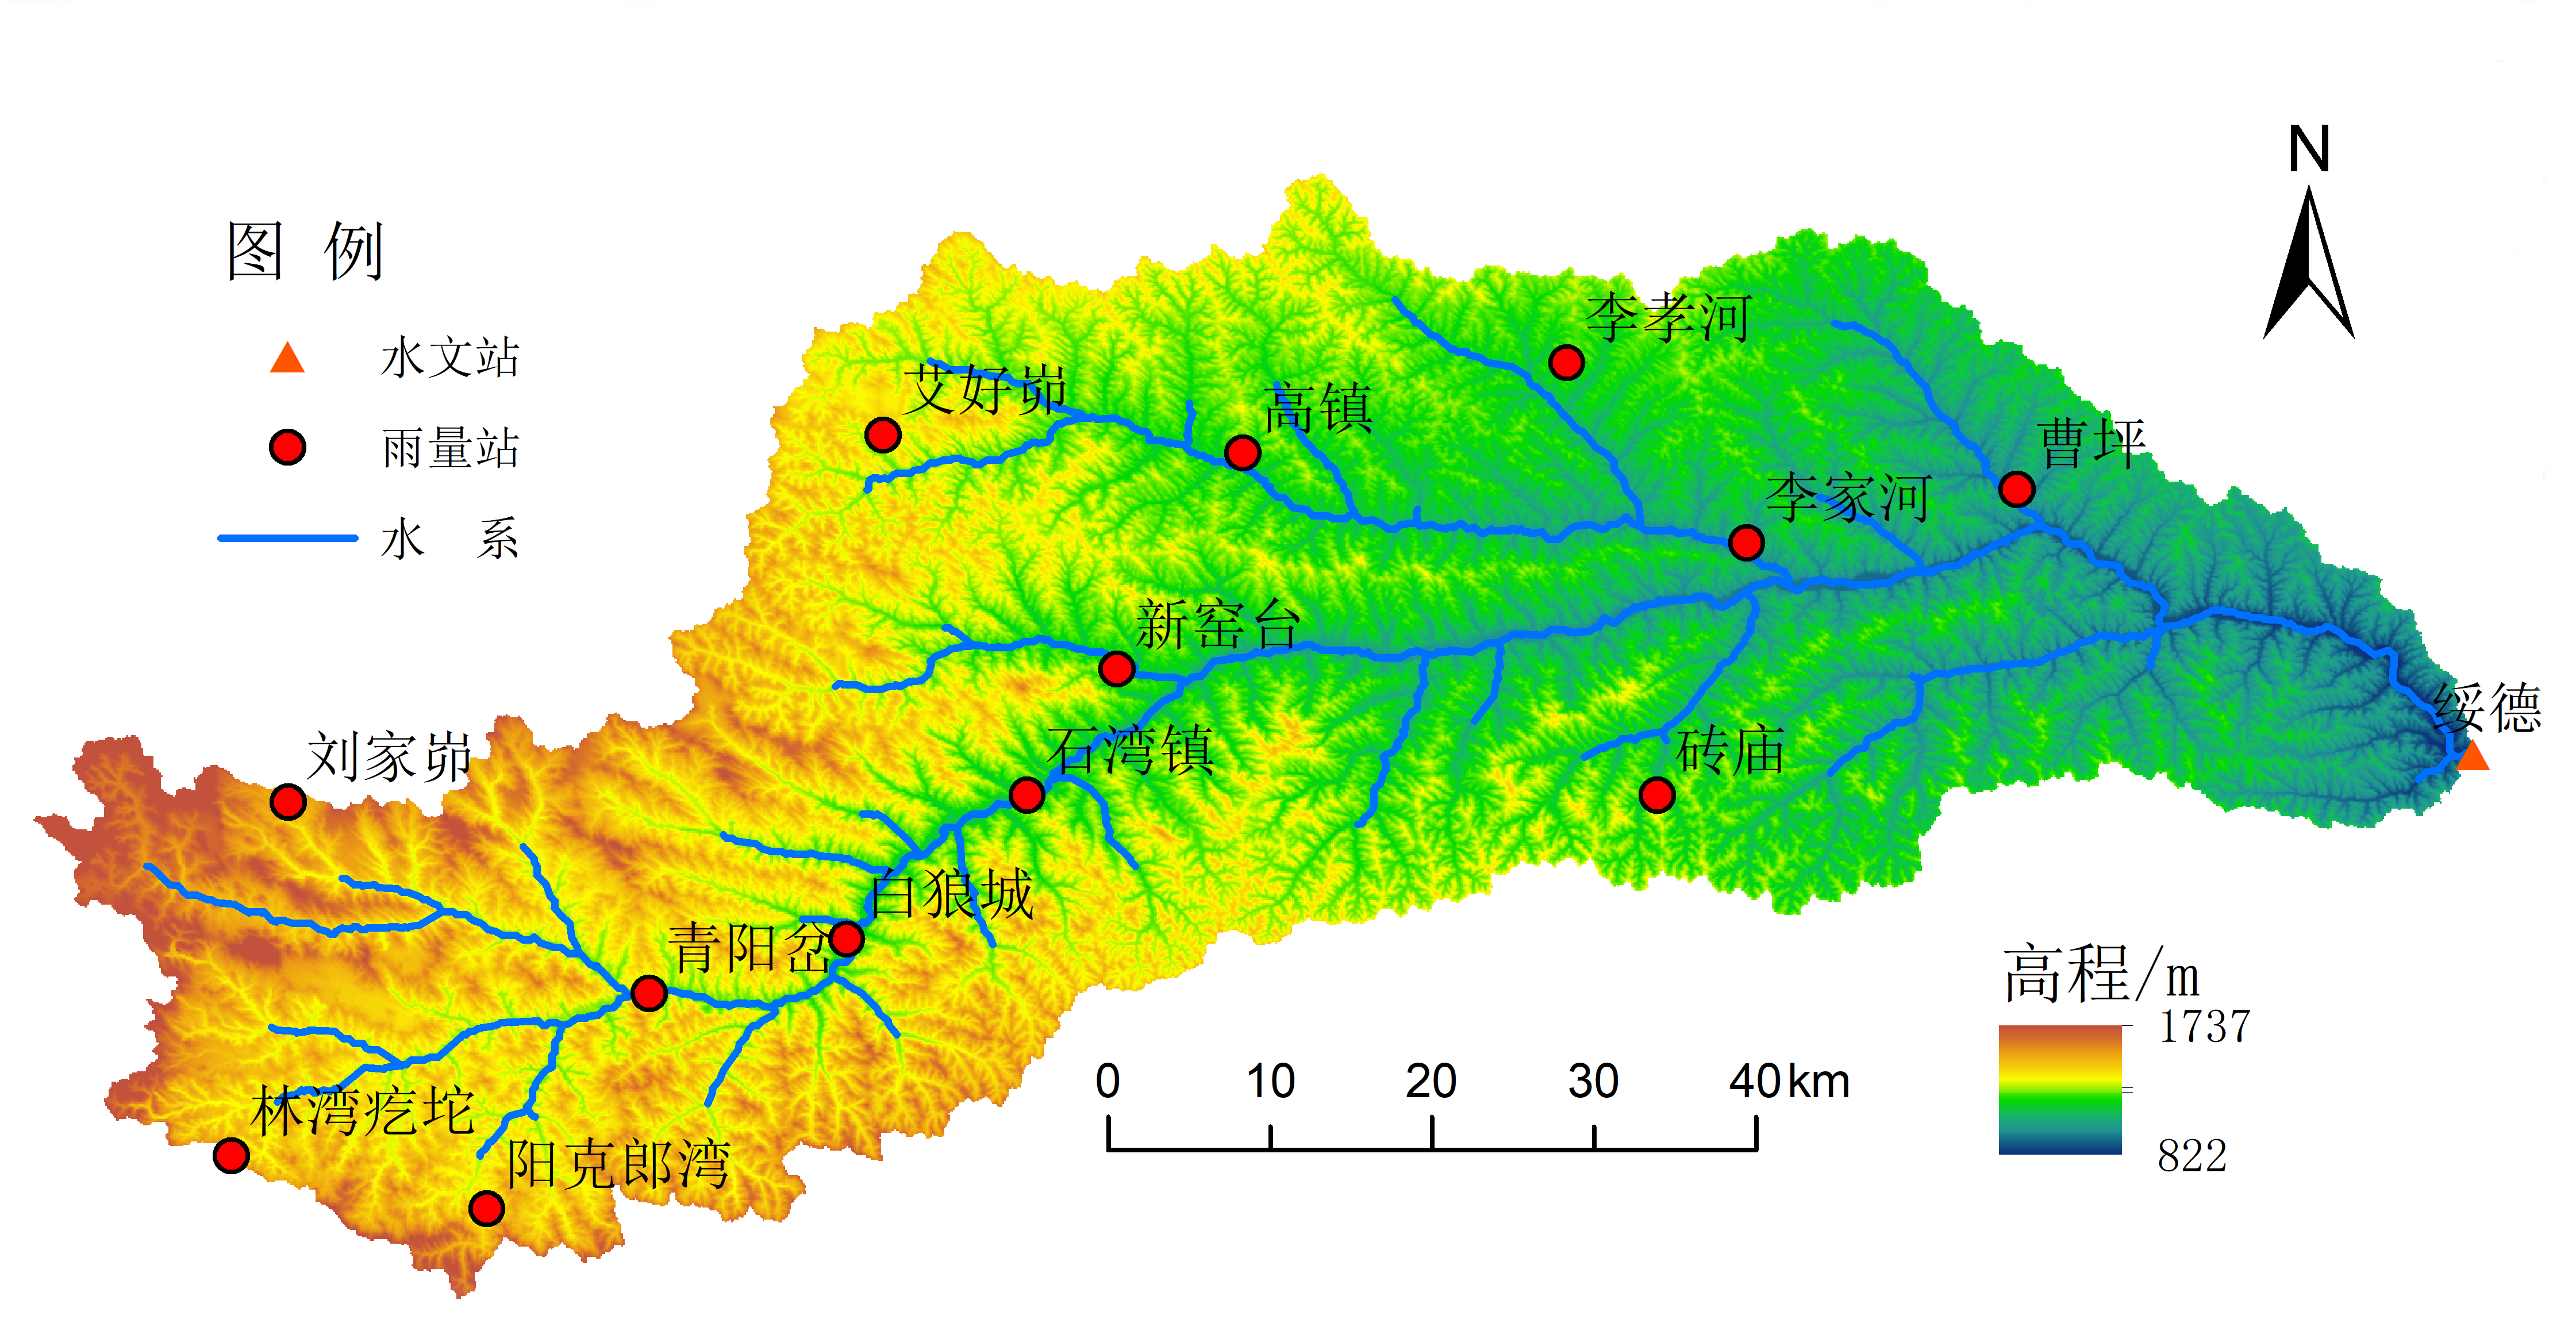 N
图 例
水文站
雨量站
水 系
李孝河
艾好峁
高镇
曹坪
李家河
新窑台
绥德
石湾镇
砖庙
刘家峁
白狼城
青阳岔
林湾疙坨
阳克郎湾
高程/m
1737
822
0 10 20 30 40km